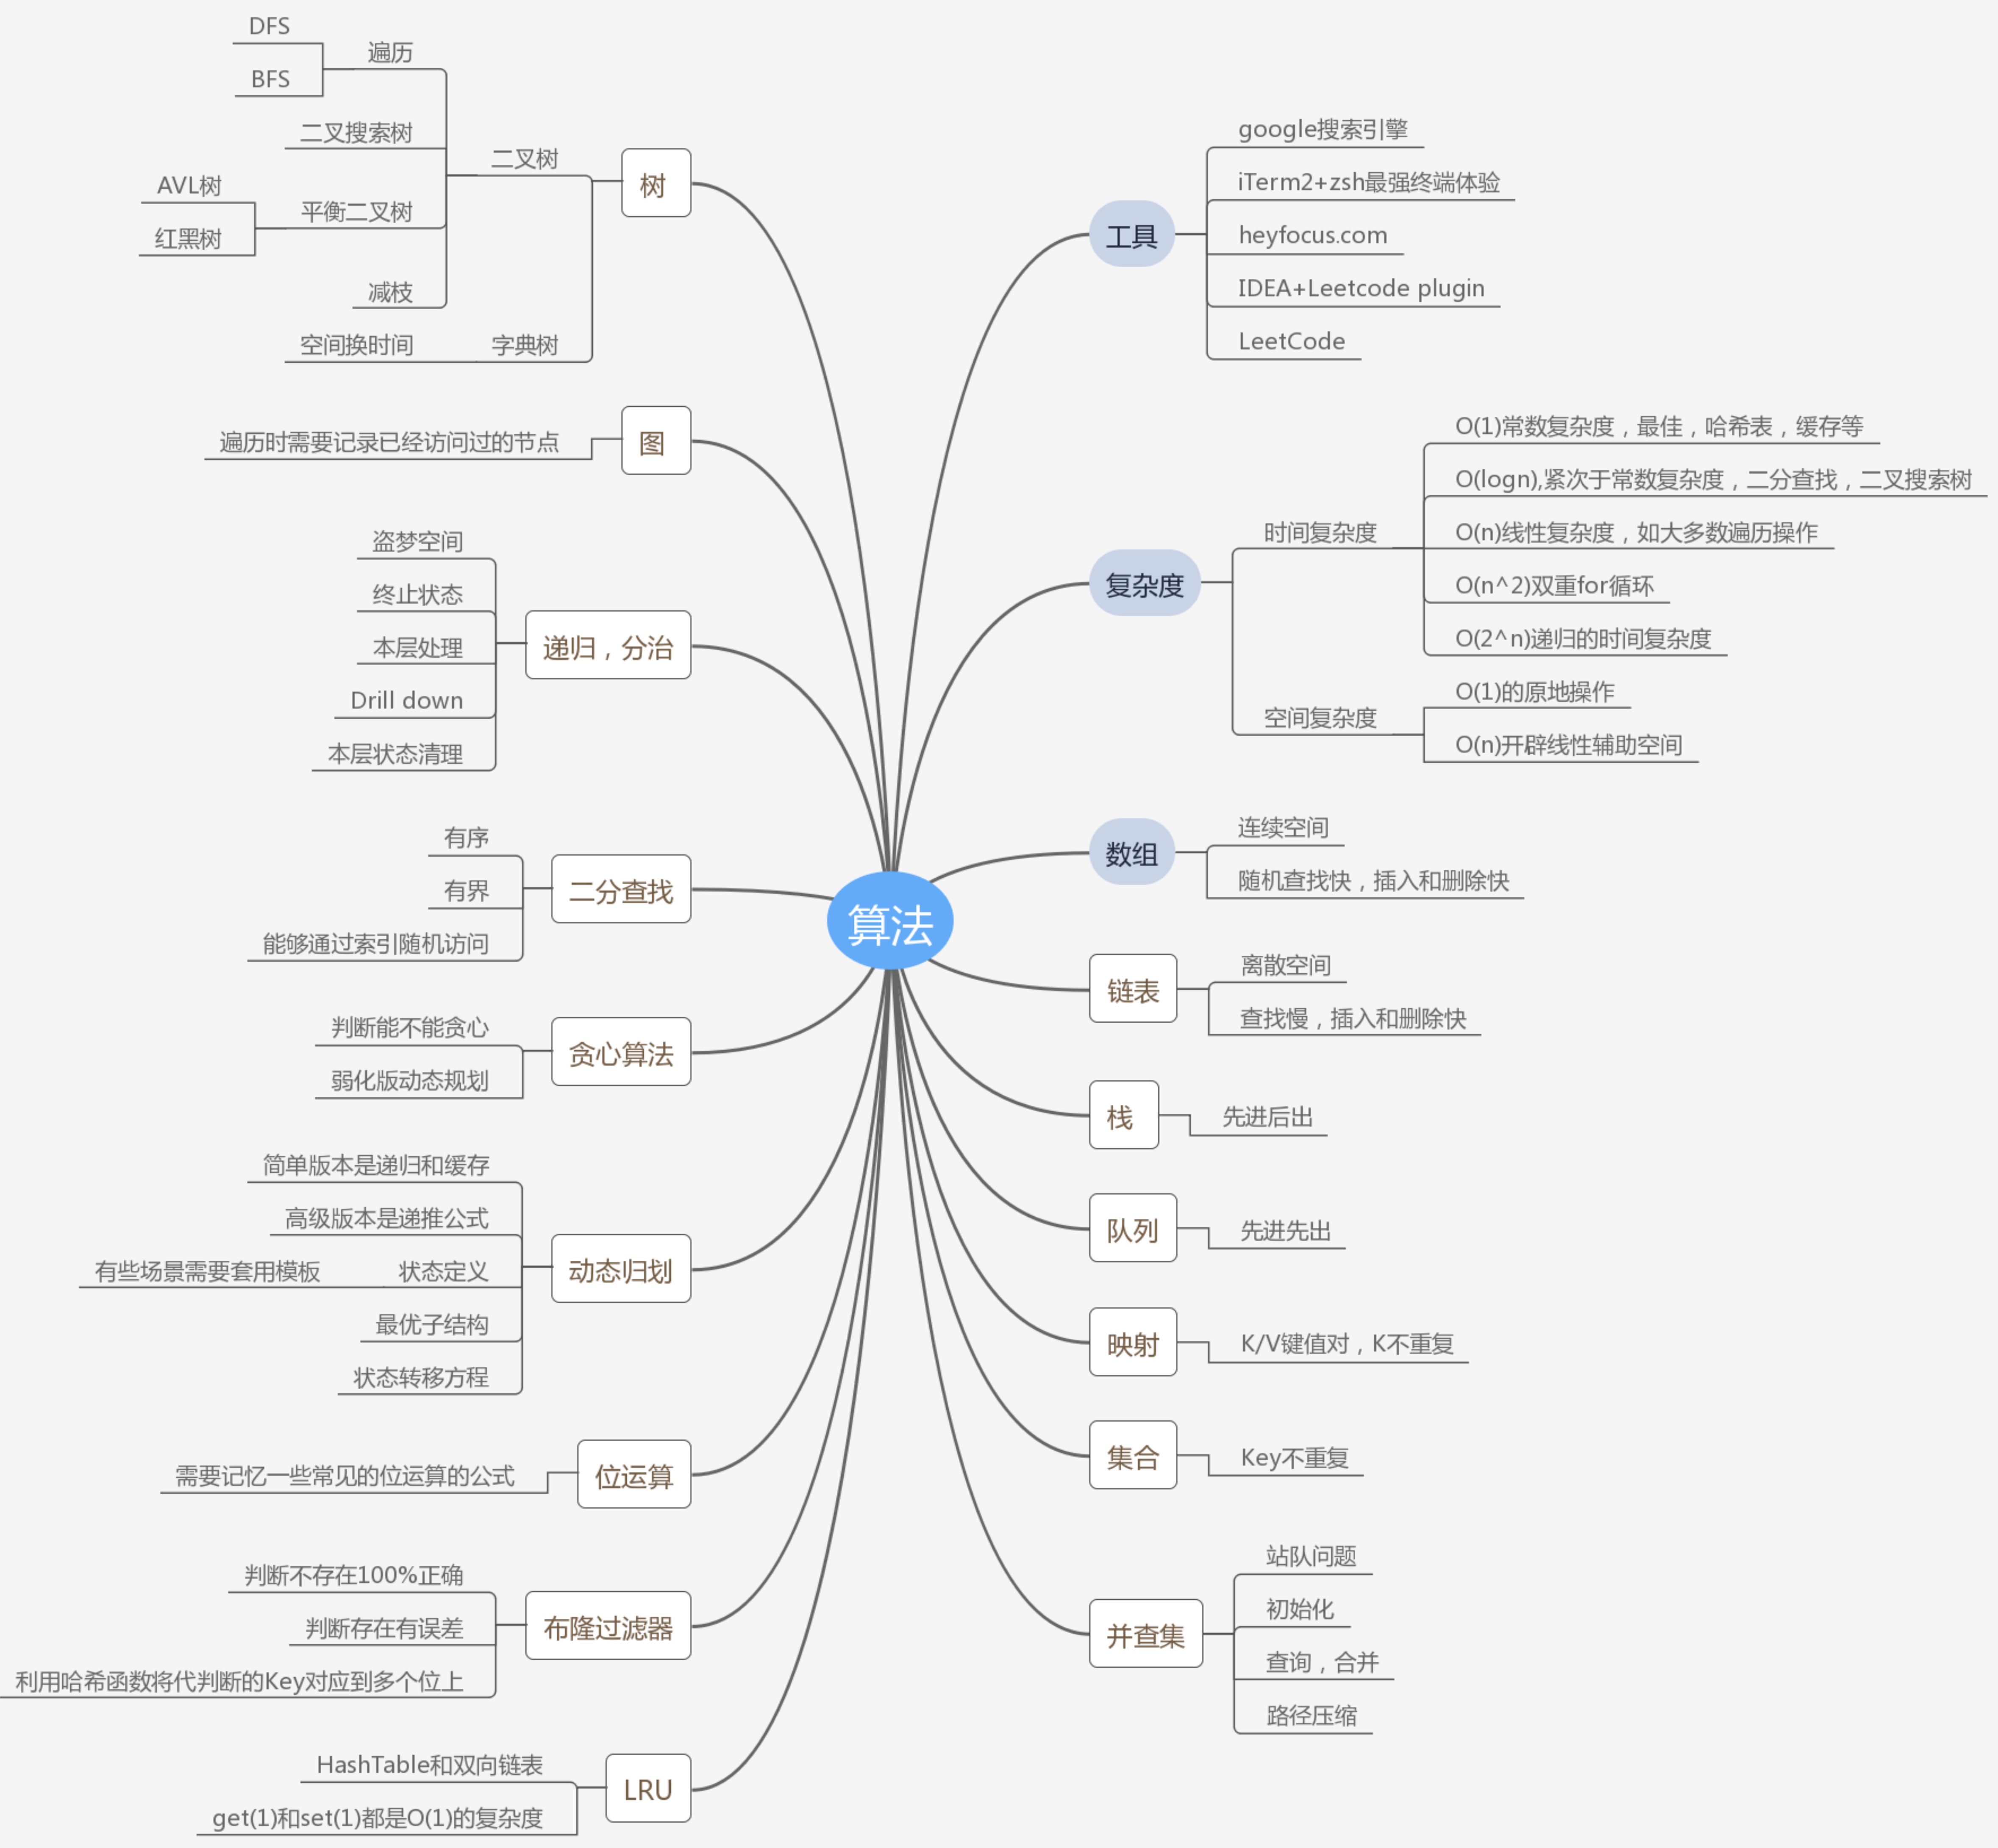 算法
DFS
BFS
遍历
二叉搜索树
AVL树
红黑树
平衡二叉树
减枝
二叉树
空间换时间
字典树
树
遍历时需要记录已经访问过的节点
图
盗梦空间
终止状态
本层处理
Drill down
本层状态清理
递归，分治
有序
有界
能够通过索引随机访问
二分查找
判断能不能贪心
弱化版动态规划
贪心算法
简单版本是递归和缓存
高级版本是递推公式
有些场景需要套用模板
状态定义
最优子结构
状态转移方程
动态归划
需要记忆一些常见的位运算的公式
位运算
判断不存在100%正确
判断存在有误差
利用哈希函数将代判断的Key对应到多个位上
布隆过滤器
HashTable和双向链表
get(1)和set(1)都是O(1)的复杂度
LRU
工具
google搜索引擎
iTerm2+zsh最强终端体验
heyfocus.com
IDEA+Leetcode plugin
LeetCode
复杂度
时间复杂度
O(1)常数复杂度，最佳，哈希表，缓存等
O(logn),紧次于常数复杂度，二分查找，二叉搜索树
O(n)线性复杂度，如大多数遍历操作
O(n^2)双重for循环
O(2^n)递归的时间复杂度
空间复杂度
O(1)的原地操作
O(n)开辟线性辅助空间
数组
连续空间
随机查找快，插入和删除快
链表
离散空间
查找慢，插入和删除快
栈
先进后出
队列
先进先出
映射
K/V键值对，K不重复
集合
Key不重复
并查集
站队问题
初始化
查询，合并
路径压缩